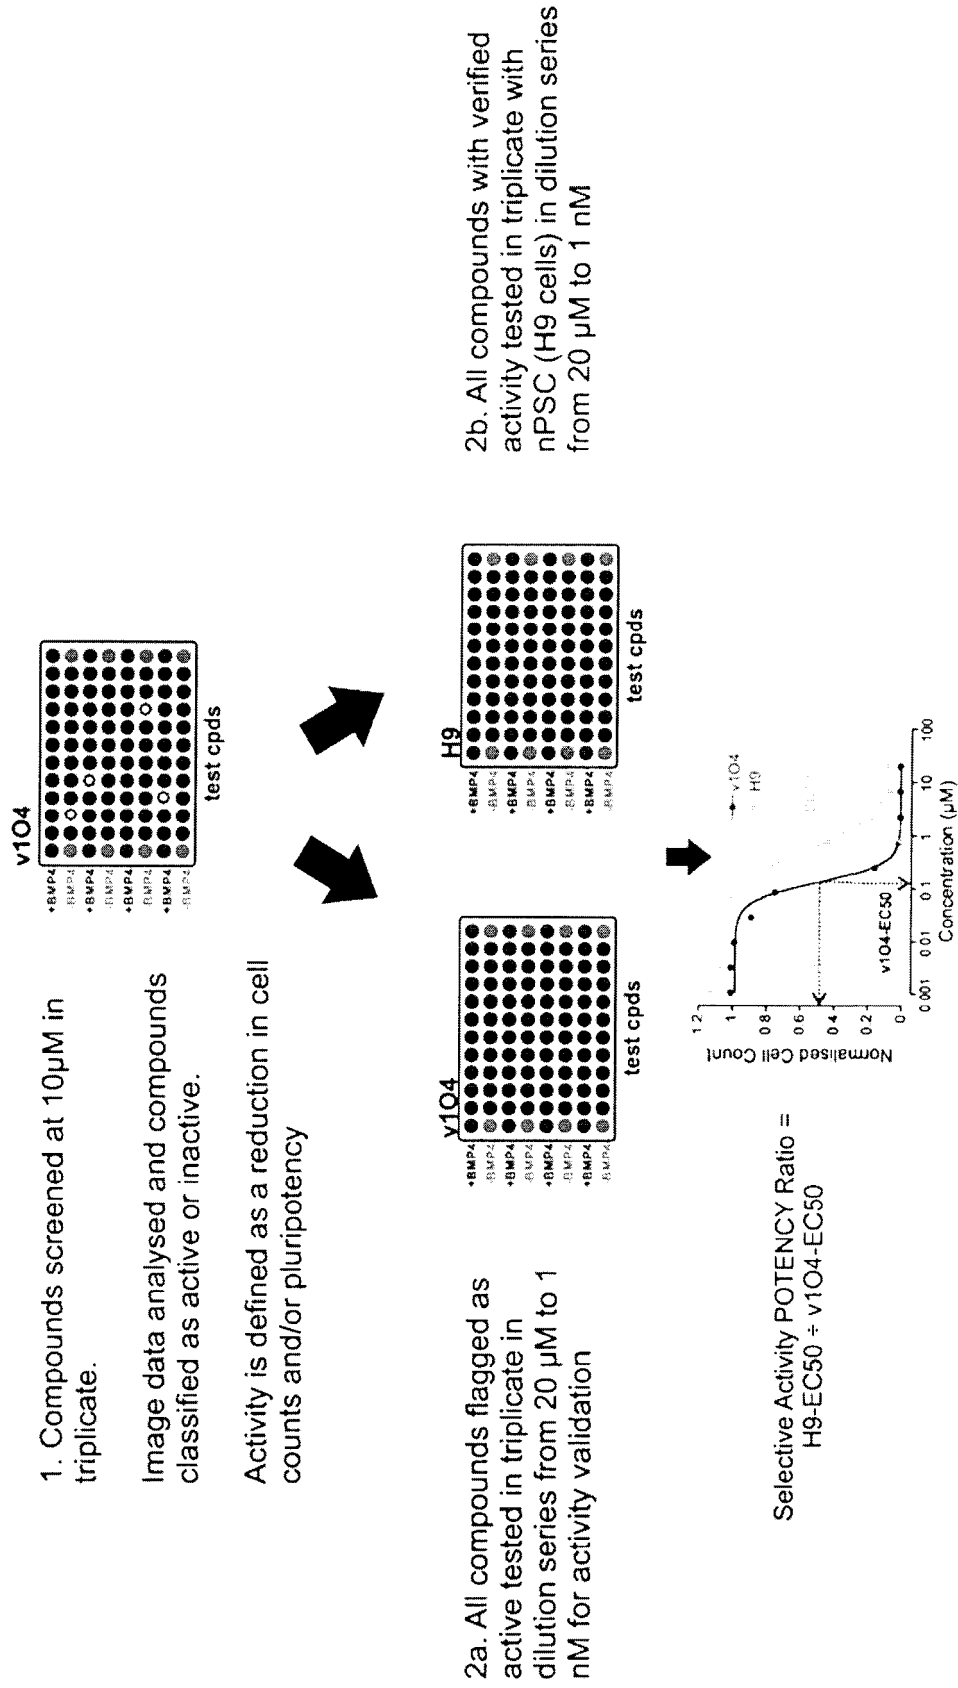 1. Compounds screened at 10µM in
triplicate.
Image data analysed and compounds
classified as active or inactive.
Activity is defined as a reduction in cell
counts and/or pluripotency
v1O4
+BMP4
-BMP4
+BMP4
-BMP4
+BMP4
-BMP4
+BMP4
-BMP4
test cpds
2a. All compounds flagged as
active tested in triplicate in
dilution series from 20 µM to 1
nM for activity validation
v1O4
+BMP4
-BMP4
+BMP4
-BMP4
+BMP4
-BMP4
+BMP4
-BMP4
test cpds
H9
+BMP4
-BMP4
+BMP4
-BMP4
+BMP4
-BMP4
+BMP4
-BMP4
test cpds
2b. All compounds with verified
activity tested in triplicate with
nPSC (H9 cells) in dilution series
from 20 µM to 1 nM
Selective Activity POTENCY Ratio =
H9-EC50 ÷ v1O4-EC50
Normalised Cell Count
1.2
1
0.8
0.6
0.4
0.2
0
v1O4
H9
v1O4-EC50
0.001
0.01
0.1
1
10
100
Concentration (µM)